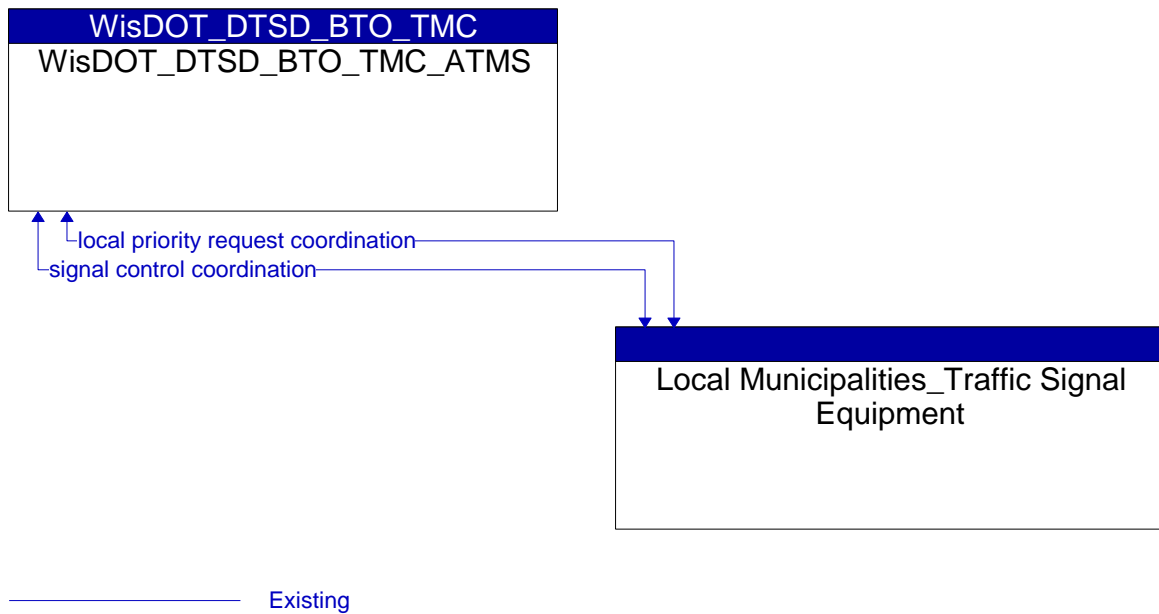 WisDOT_DTSD_BTO_TMC
WisDOT_DTSD_BTO_TMC_ATMS
local priority request coordination
signal control coordination
Local Municipalities_Traffic Signal
Equipment
Existing